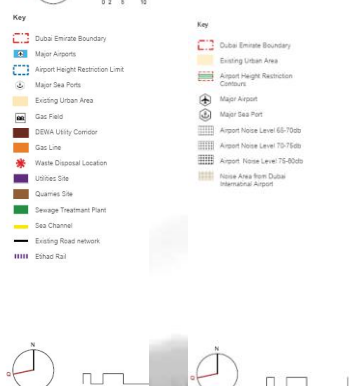 0 2 5 10
Key
Dubai Emirate Boundary
Major Airports
Airport Height Restriction Limit
Major Sea Ports
Existing Urban Area
Gas Field
DEWA Utility Corridor
Gas Line
Waste Disposal Location
Utilities Site
Quarries Site
Sewage Treatment Plant
Sea Channel
Existing Road network
Etihad Rail
N
Key
Dubai Emirate Boundary
Existing Urban Area
Airport Height Restriction
Contours
Major Airport
Major Sea Port
Airport Noise Level 65-70db
Airport Noise Level 70-75db
Airport Noise Level 75-80db
Noise Area from Dubai
International Airport
N